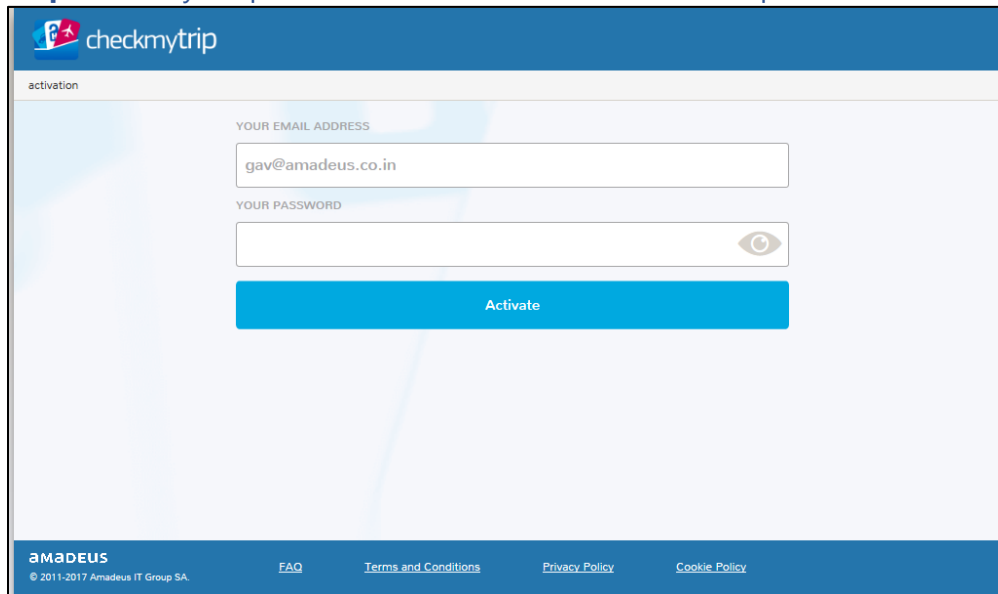 checkmytrip
activation
YOUR EMAIL ADDRESS
gav@amadeus.co.in
YOUR PASSWORD
Activate
amadeus
© 2011-2017 Amadeus IT Group SA.
FAQ Terms and Conditions Privacy Policy Cookie Policy